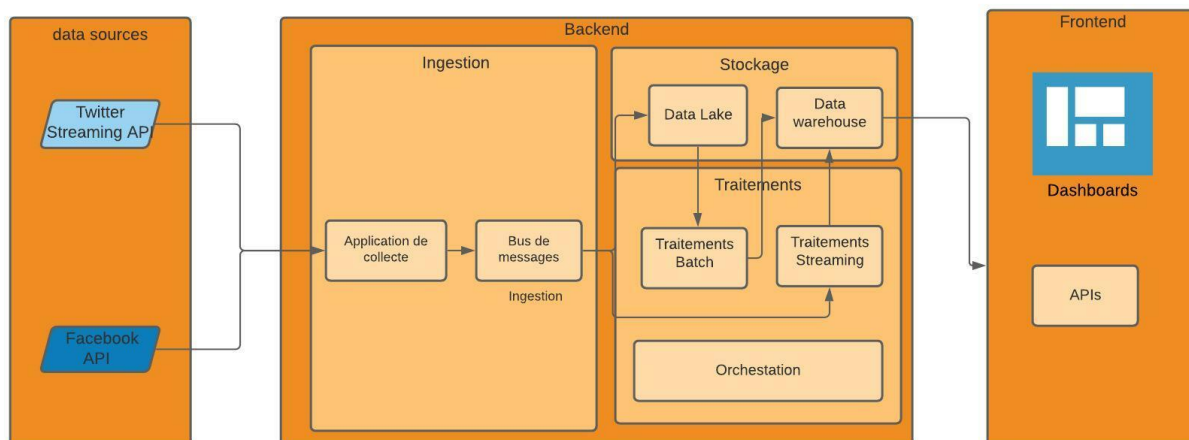 data sources
Twitter
Streaming API
Facebook
API
Backend
Ingestion
Application de
collecte
Bus de
messages
Ingestion
Stockage
Data Lake
Data
warehouse
Traitements
Traitements
Batch
Traitements
Streaming
Orchestation
Frontend
Dashboards
APIs